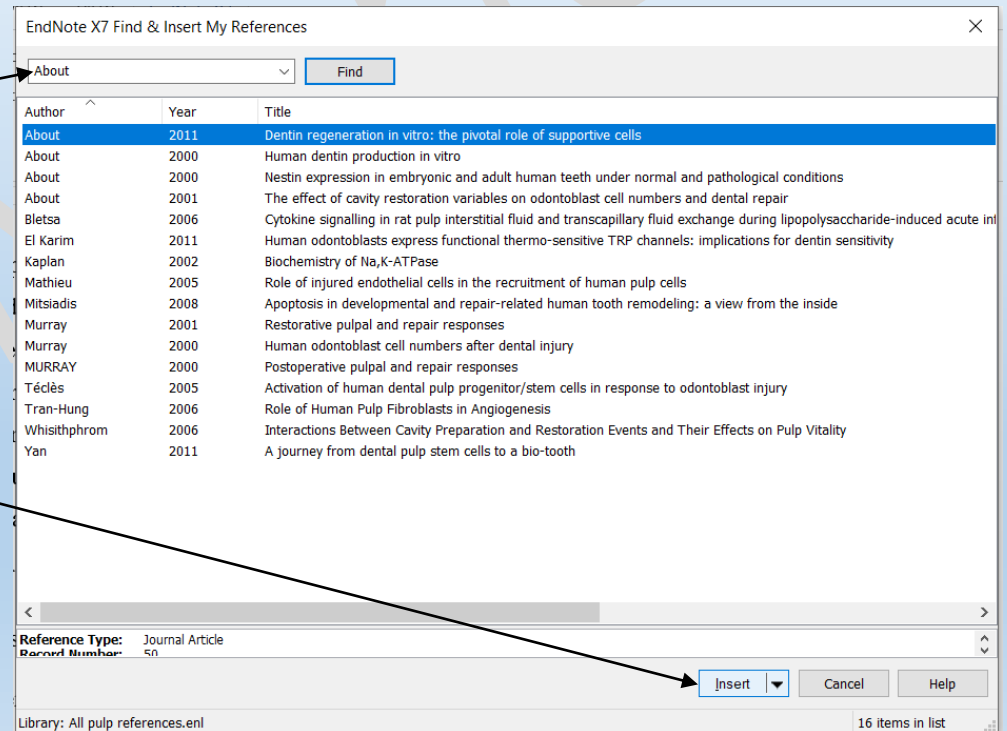 EndNote X7 Find & Insert My References
About Find
Author Year Title
About 2011 Dentin regeneration in vitro: the pivotal role of supportive cells
About 2000 Human dentin production in vitro
About 2000 Nestin expression in embryonic and adult human teeth under normal and pathological conditions
About 2001 The effect of cavity restoration variables on odontoblast cell numbers and dental repair
Bletsa 2006 Cytokine signalling in rat pulp interstitial fluid and transcapillary fluid exchange during lipopolysaccharide-induced acute
El Karim 2011 Human odontoblasts express functional thermo-sensitive TRP channels: implications for dentin sensitivity
Kaplan 2002 Biochemistry of Na,K-ATPase
Mathieu 2005 Role of injured endothelial cells in the recruitment of human pulp cells
Mitsiadis 2008 Apoptosis in developmental and repair-related human tooth remodeling: a view from the inside
Murray 2001 Restorative pulpal and repair responses
Murray 2000 Human odontoblast cell numbers after dental injury
MURRAY 2000 Postoperative pulpal and repair responses
Téclès 2005 Activation of human dental pulp progenitor/stem cells in response to odontoblast injury
Tran-Hung 2006 Role of Human Pulp Fibroblasts in Angiogenesis
Whisithphrom 2006 Interactions Between Cavity Preparation and Restoration Events and Their Effects on Pulp Vitality
Yan 2011 A journey from dental pulp stem cells to a bio-tooth
Reference Type: Journal Article
Record Number: 50
Insert Cancel Help
Library: All pulp references.enl 16 items in list